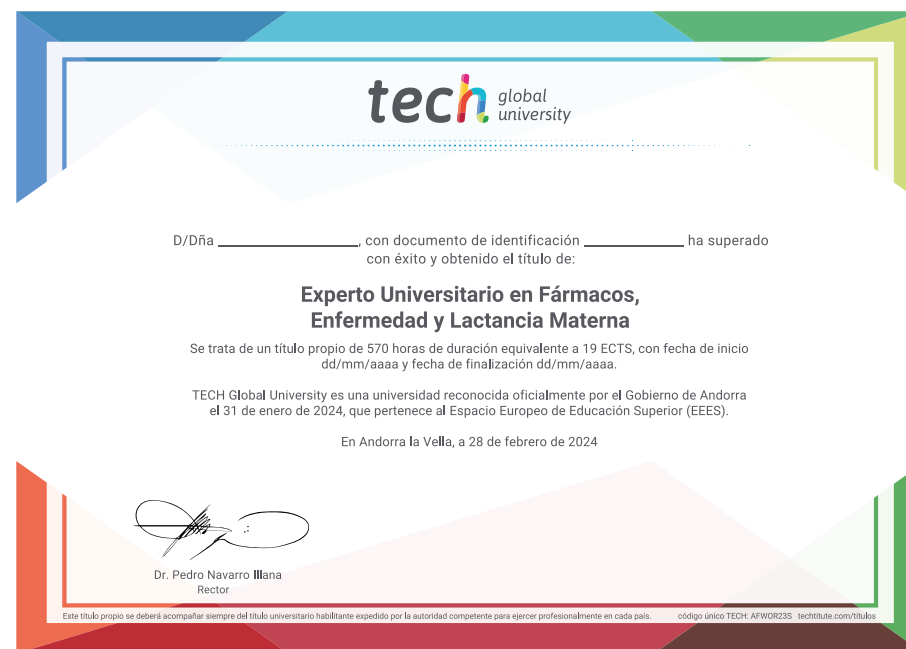 tech global university
D/Dña ____________________, con documento de identificación ______________ ha superado
con éxito y obtenido el título de:
Experto Universitario en Fármacos,
Enfermedad y Lactancia Materna
Se trata de un título propio de 570 horas de duración equivalente a 19 ECTS, con fecha de inicio
dd/mm/aaaa y fecha de finalización dd/mm/aaaa.
TECH Global University es una universidad reconocida oficialmente por el Gobierno de Andorra
el 31 de enero de 2024, que pertenece al Espacio Europeo de Educación Superior (EEES).
En Andorra la Vella, a 28 de febrero de 2024
Dr. Pedro Navarro Illana
Rector
Este título propio se deberá acompañar siempre del título universitario habilitante expedido por la autoridad competente para ejercer profesionalmente en cada país. código único TECH: AFWOR23S techtitute.com/titulos